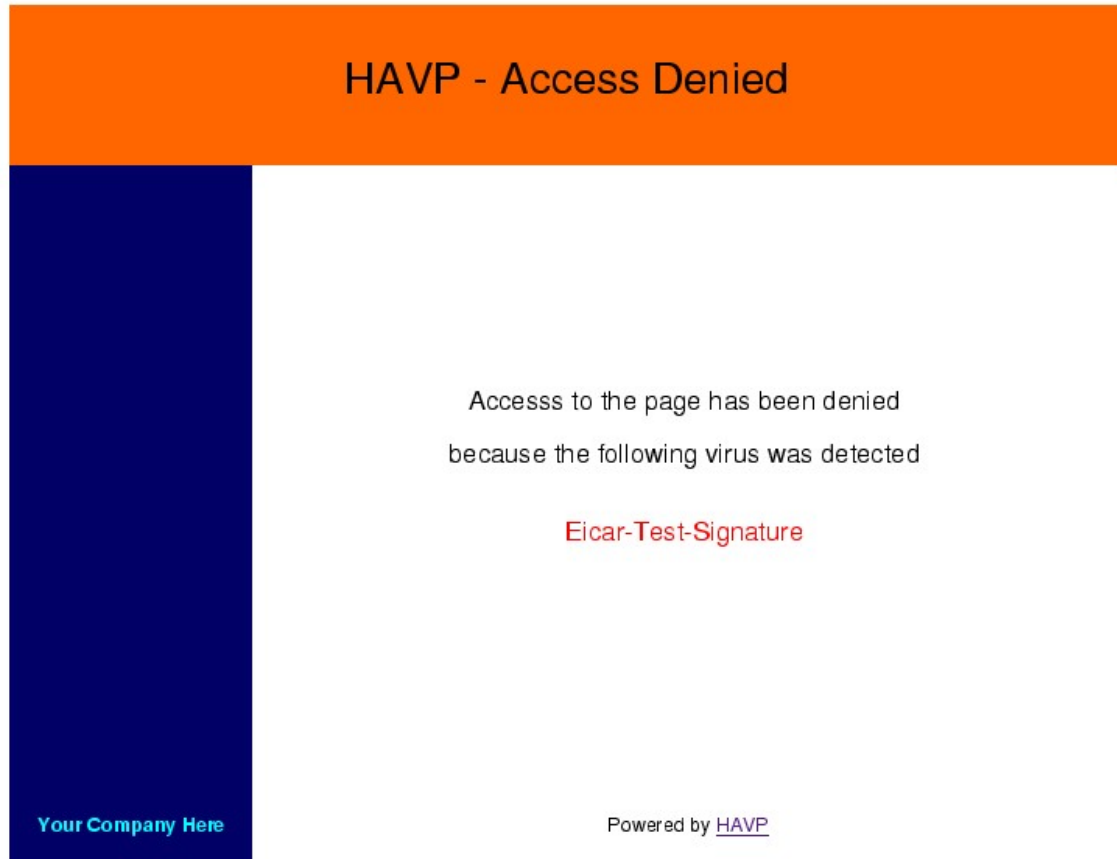 HAVP - Access Denied
Accesss to the page has been denied
because the following virus was detected
Eicar-Test-Signature
Your Company Here
Powered by HAVP